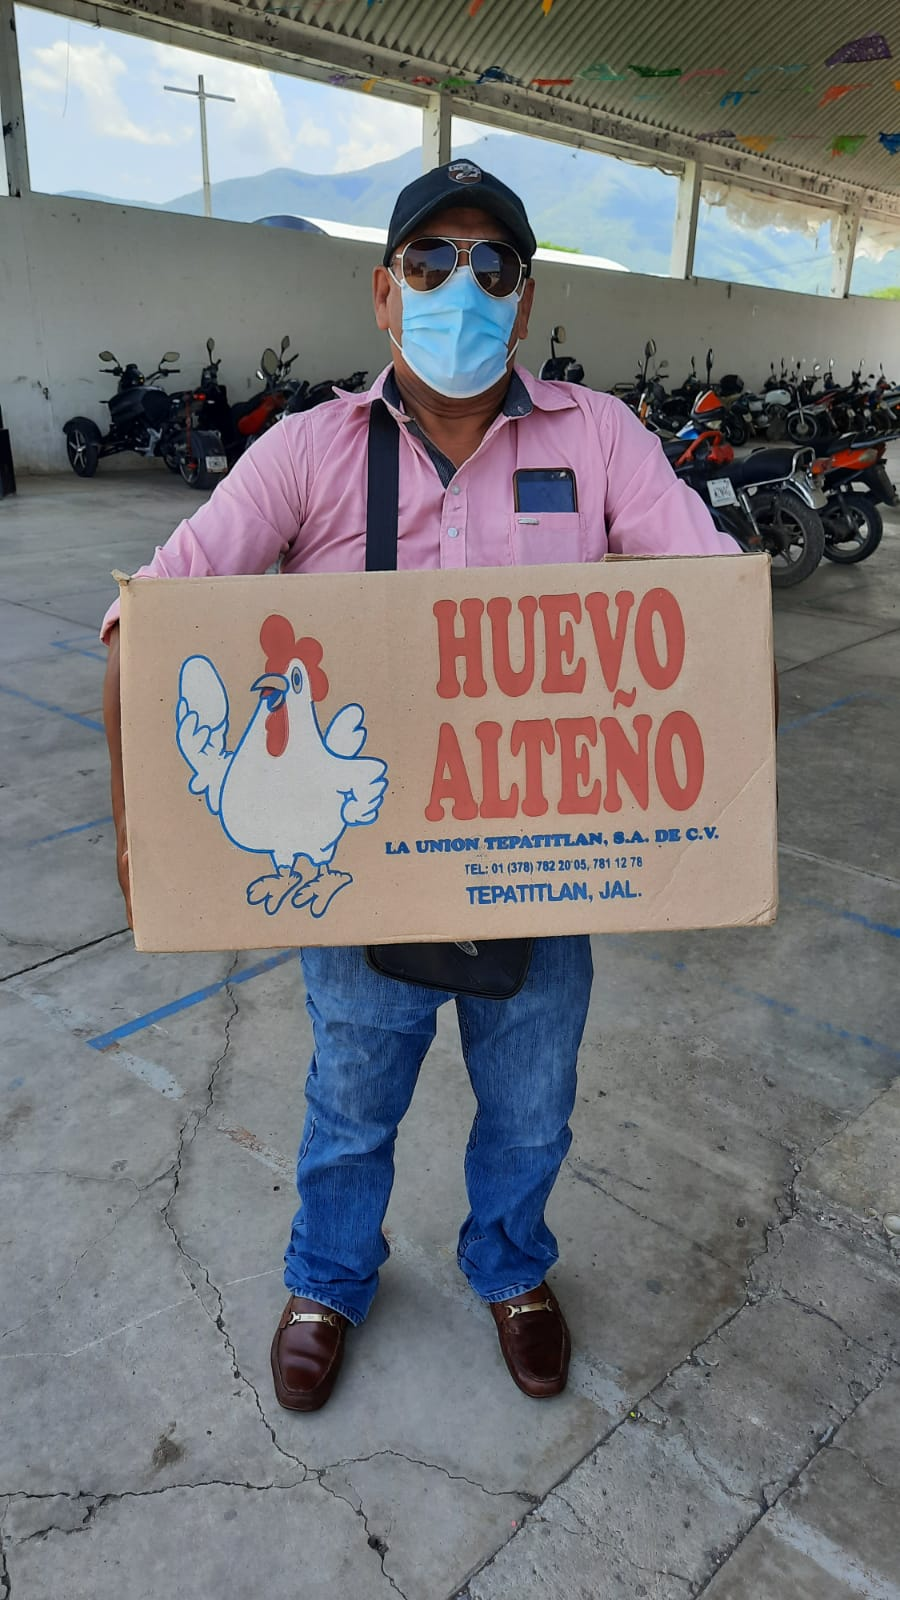 HUEVO
ALTEÑO
LA UNION TEPATITLAN, S.A. DE C.V.
TEL: 01 (378) 782 20 05, 781 12 78
TEPATITLAN, JAL.